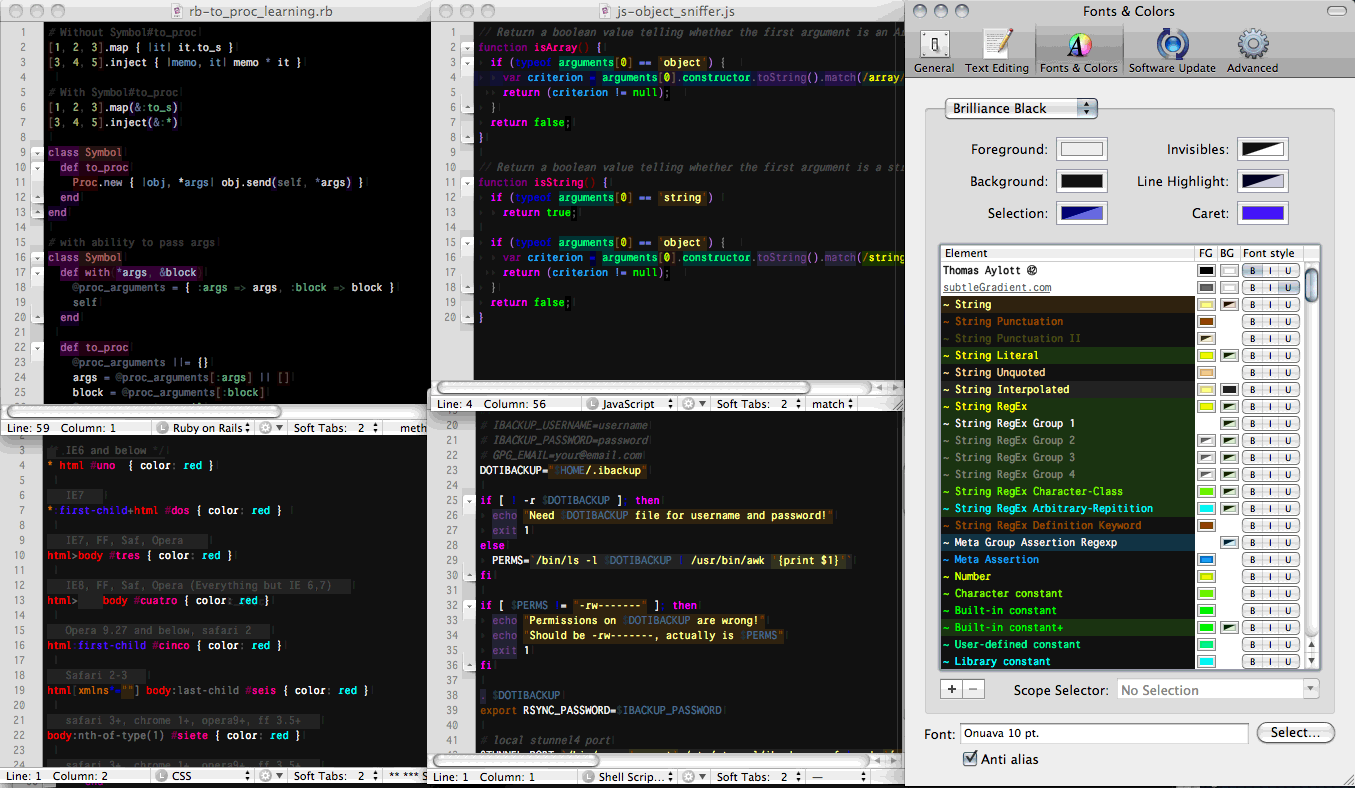 rb-to_proc_learning.rb
1 # Without Symbol#to_proc
2 [1, 2, 3].map { |it| it.to_s }
3 [3, 4, 5].inject { |memo, it| memo * it }
4
5 # With Symbol#to_proc
6 [1, 2, 3].map(&:to_s)
7 [3, 4, 5].inject(&:*)
8
9 class Symbol
10 def to_proc
11 Proc.new { |obj, *args| obj.send(self, *args) }
12 end
13 end
14
15 # with ability to pass args
16 class Symbol
17 def with *args, &block
18 @proc_arguments = { :args => args, :block => block }
19 self
20 end
21
22 def to_proc
23 @proc_arguments ||= {}
24 args = @proc_arguments[:args] || []
25 block = @proc_arguments[:block]
Line: 59 Column: 1 Ruby on Rails Soft Tabs: 2 meth
js-object_sniffer.js
1 // Return a boolean value telling whether the first argument is an A
2 function isArray() {
3 if (typeof arguments[0] == 'object') {
4 var criterion = arguments[0].constructor.toString().match(/array/
5 return (criterion != null);
6 }
7 return false;
8 }
9
10 // Return a boolean value telling whether the first argument is a st
11 function isString() {
12 if (typeof arguments[0] == 'string')
13 return true;
14
15 if (typeof arguments[0] == 'object') {
16 var criterion = arguments[0].constructor.toString().match(/string
17 return (criterion != null);
18 }
19 return false;
20 }
Line: 4 Column: 56 JavaScript Soft Tabs: 2 match
3 /* IE6 and below */
4 * html #uno { color: red }
5
6 IE7
7 *:first-child+html #dos { color: red }
8
9 IE7, FF, Saf, Opera
10 html>body #tres { color: red }
11
12 IE8, FF, Saf, Opera (Everything but IE 6,7)
13 html> body #cuatro { color: red }
14
15 Opera 9.27 and below, safari 2
16 html:first-child #cinco { color: red }
17
18 Safari 2-3
19 html[xmlns*=""] body:last-child #seis { color: red }
20
21 safari 3+, chrome 1+, opera9+, ff 3.5+
22 body:nth-of-type(1) #siete { color: red }
23
24 safari 3+, chrome 1+, opera9+, ff 3.5+
Line: 1 Column: 2 CSS Soft Tabs: 2 ** *** S
20 # IBACKUP_USERNAME=username
21 # IBACKUP_PASSWORD=password
22 # GPG_EMAIL=your@email.com
23 DOTIBACKUP="$HOME/.ibackup"
24
25 if [ ! -r $DOTIBACKUP ]; then
26 echo "Need $DOTIBACKUP file for username and password!"
27 exit 1
28 else
29 PERMS=`/bin/ls -l $DOTIBACKUP | /usr/bin/awk '{print $1}'`
30 fi
31
32 if [ $PERMS != "-rw-------" ]; then
33 echo "Permissions on $DOTIBACKUP are wrong!"
34 echo "Should be -rw-------, actually is $PERMS"
35 exit 1
36 fi
37
38 . $DOTIBACKUP
39 export RSYNC_PASSWORD=$IBACKUP_PASSWORD
40
41 # local stunnel4 port
Line: 1 Column: 1 Shell Scrip... Soft Tabs: 2 —
Fonts & Colors
General Text Editing Fonts & Colors Software Update Advanced
Brilliance Black
Foreground: Invisibles:
Background: Line Highlight:
Selection: Caret:
Element FG BG Font style
Thomas Aylott B I U
subtleGradient.com B I U
~ String B I U
~ String Punctuation B I U
~ String Punctuation II B I U
~ String Literal B I U
~ String Unquoted B I U
~ String Interpolated B I U
~ String RegEx B I U
~ String RegEx Group 1 B I U
~ String RegEx Group 2 B I U
~ String RegEx Group 3 B I U
~ String RegEx Group 4 B I U
~ String RegEx Character-Class B I U
~ String RegEx Arbitrary-Repitition B I U
~ String RegEx Definition Keyword B I U
~ Meta Group Assertion Regexp B I U
~ Meta Assertion B I U
~ Number B I U
~ Character constant B I U
~ Built-in constant B I U
~ Built-in constant+ B I U
~ User-defined constant B I U
~ Library constant B I U
+ − Scope Selector: No Selection
Font: Onuava 10 pt. Select...
Anti alias